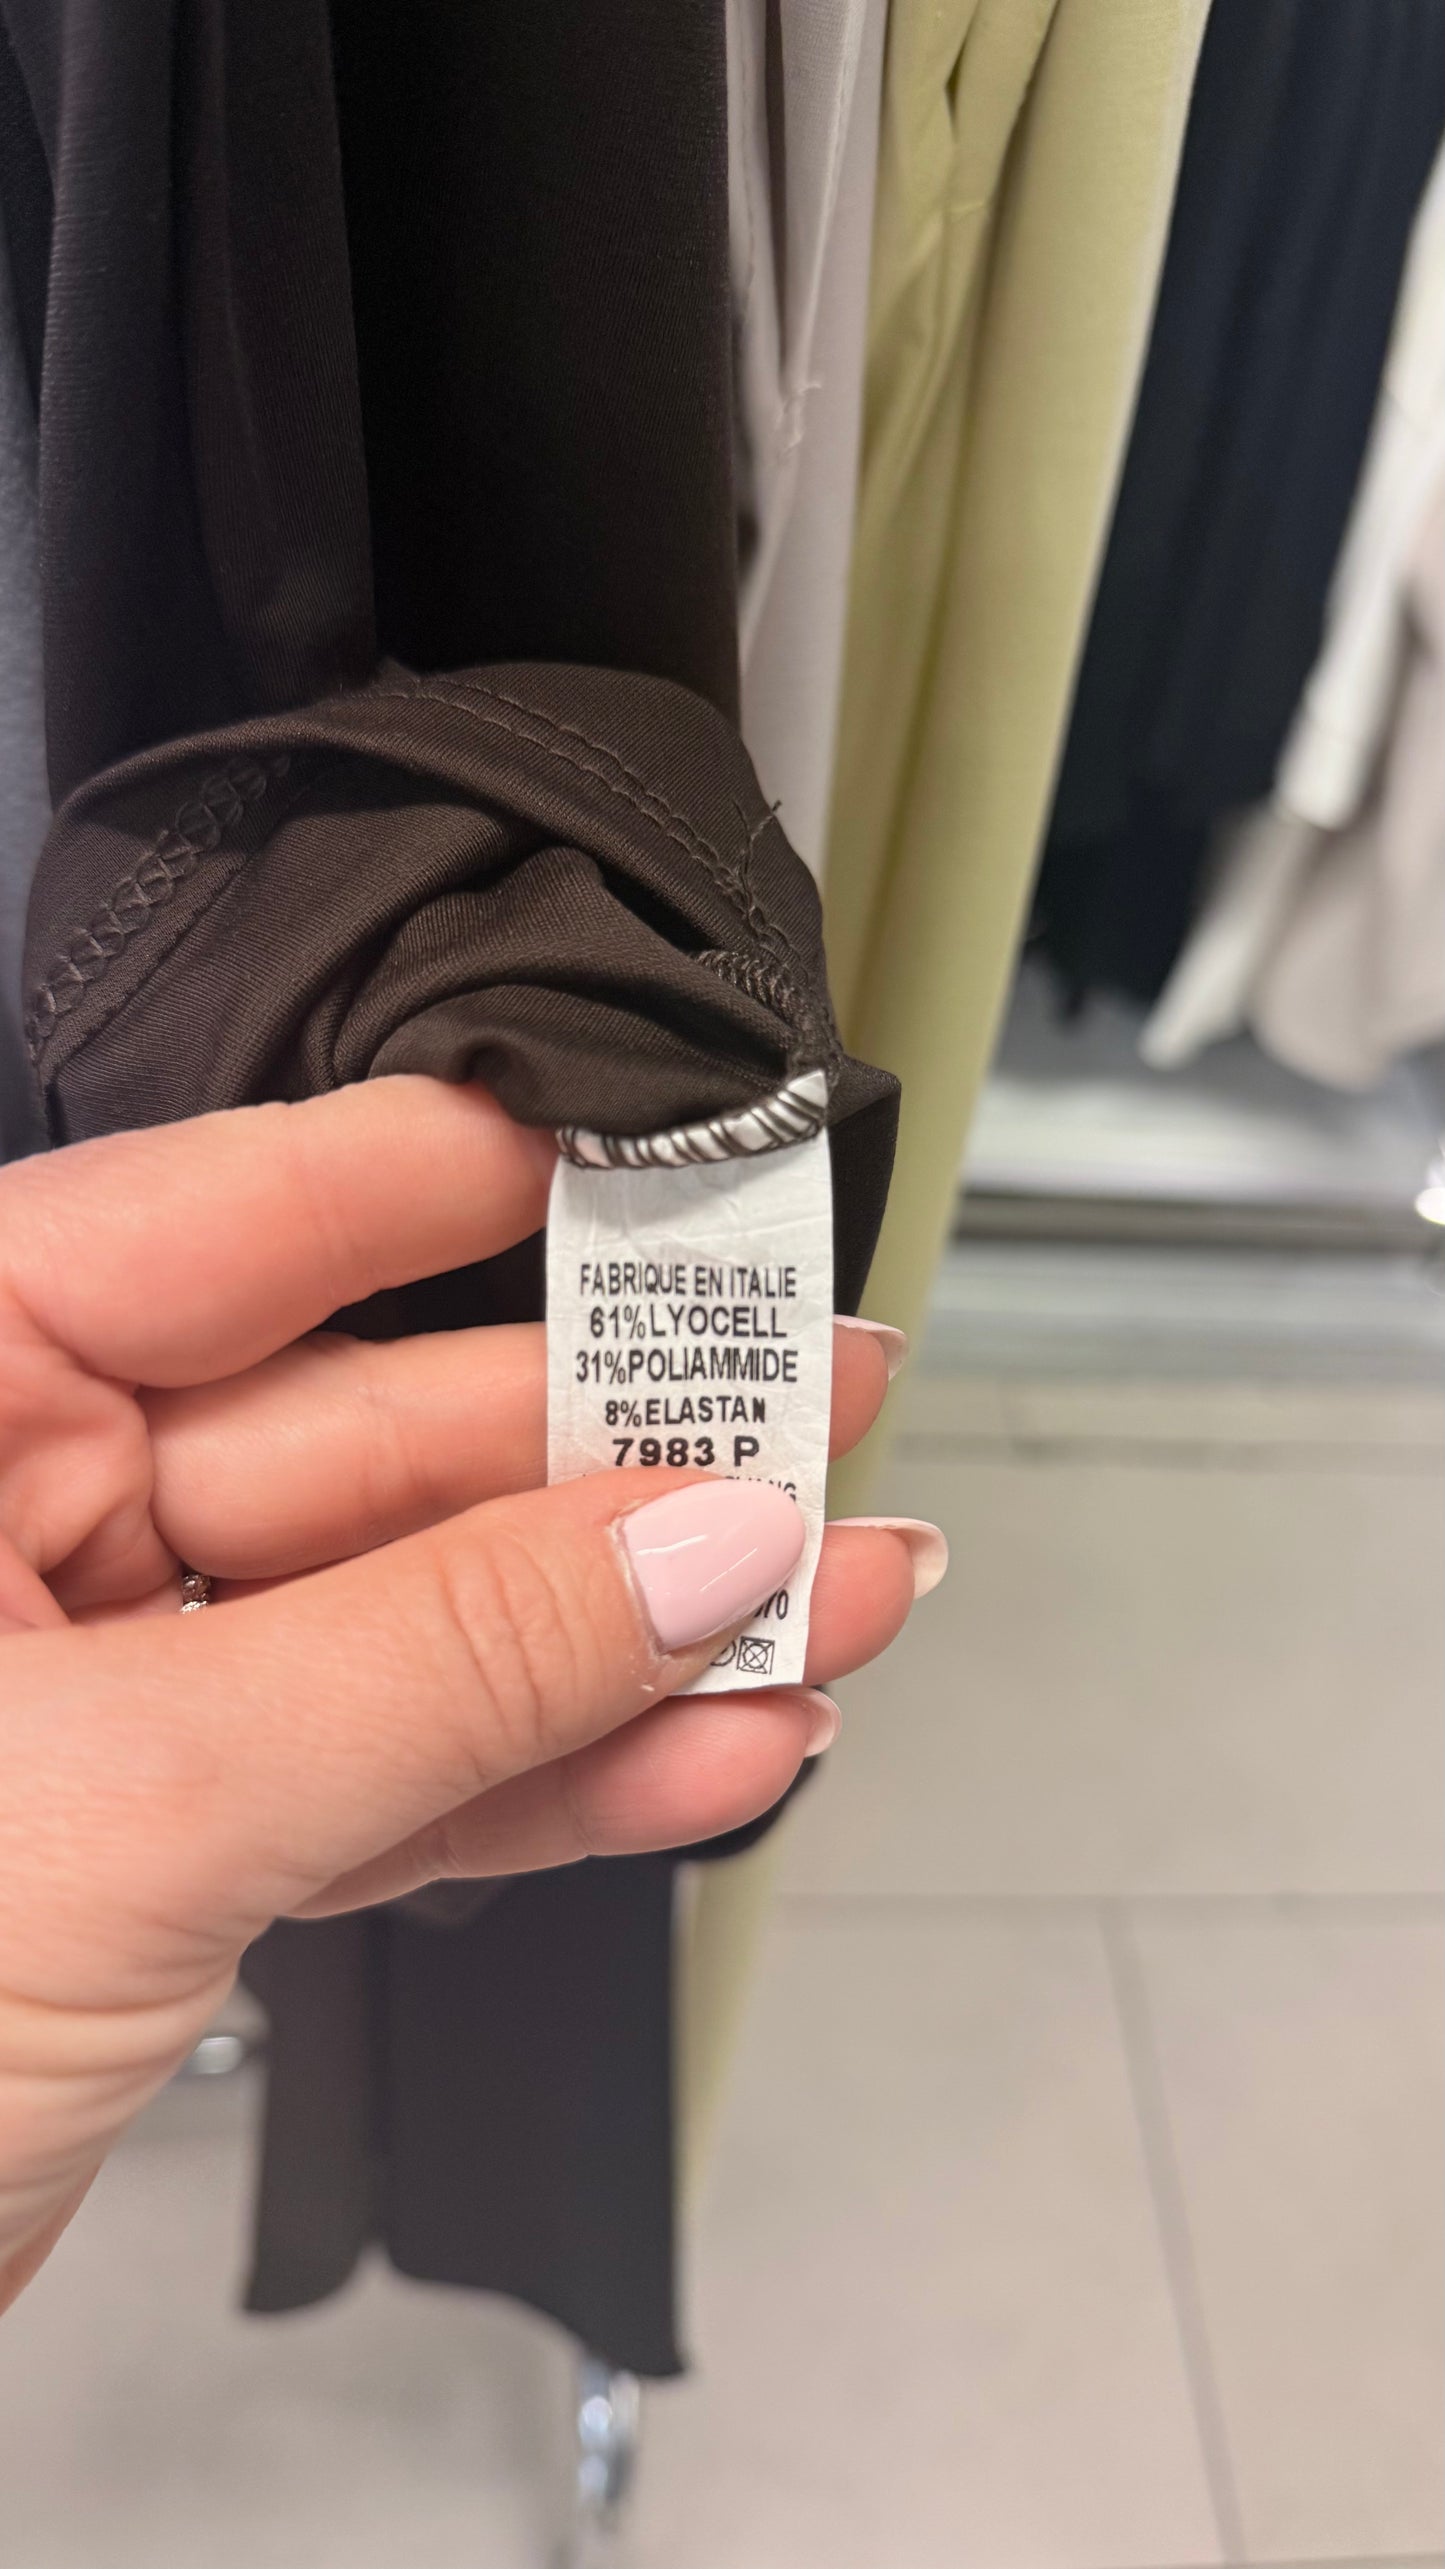 FABRIQUE EN ITALIE
61%LYOCELL
31%POLIAMMIDE
8%ELASTAN
7983 P